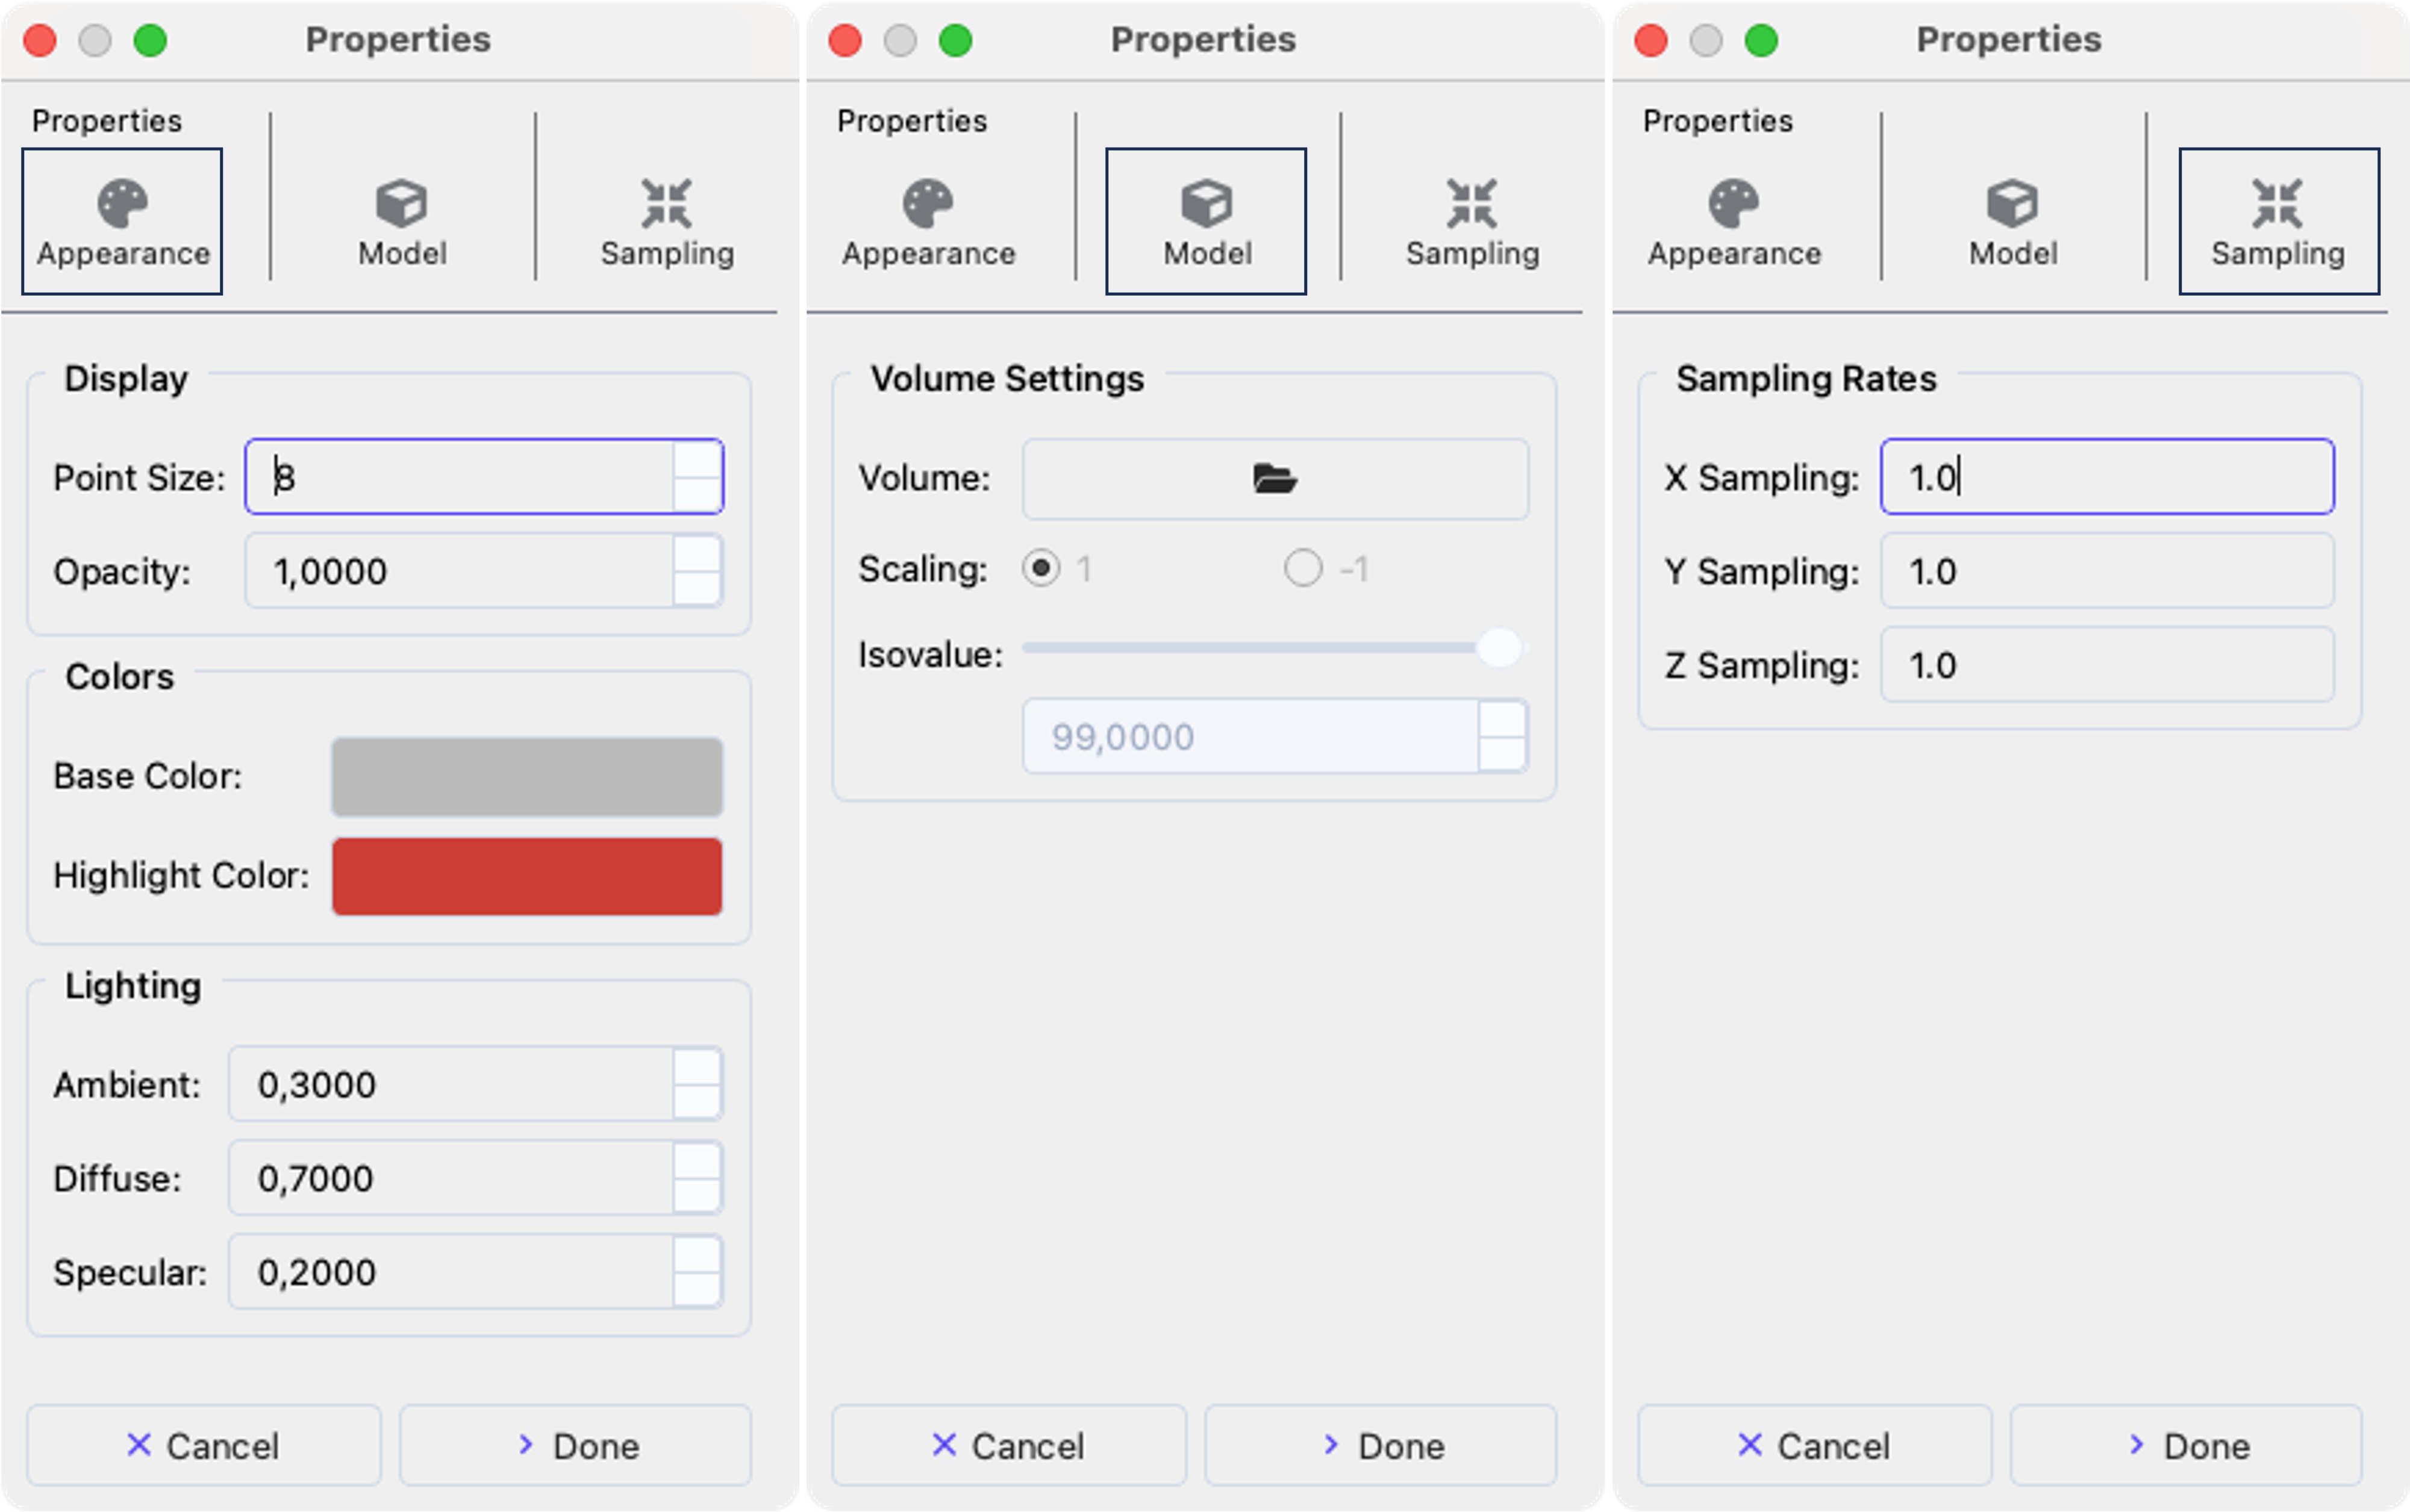 Properties
Properties
Appearance
Model
Sampling
Display
Point Size: 8
Opacity: 1,0000
Colors
Base Color:
Highlight Color:
Lighting
Ambient: 0,3000
Diffuse: 0,7000
Specular: 0,2000
Cancel
Done
Properties
Properties
Appearance
Model
Sampling
Volume Settings
Volume:
Scaling: 1 -1
Isovalue:
99,0000
Cancel
Done
Properties
Properties
Appearance
Model
Sampling
Sampling Rates
X Sampling: 1.0
Y Sampling: 1.0
Z Sampling: 1.0
Cancel
Done